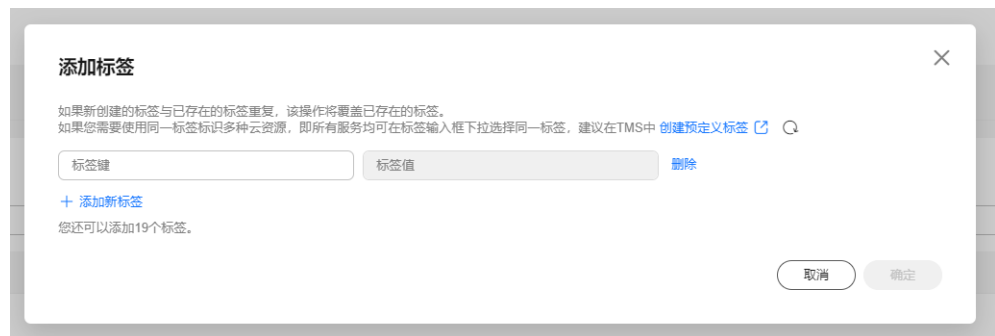 添加标签
如果新创建的标签与已存在的标签重复，该操作将覆盖已存在的标签。
如果您需要使用同一标签标识多种云资源，即所有服务均可在标签输入框下拉选择同一标签，建议在TMS中 创建预定义标签
标签键 标签值 删除
添加新标签
您还可以添加19个标签。
取消 确定